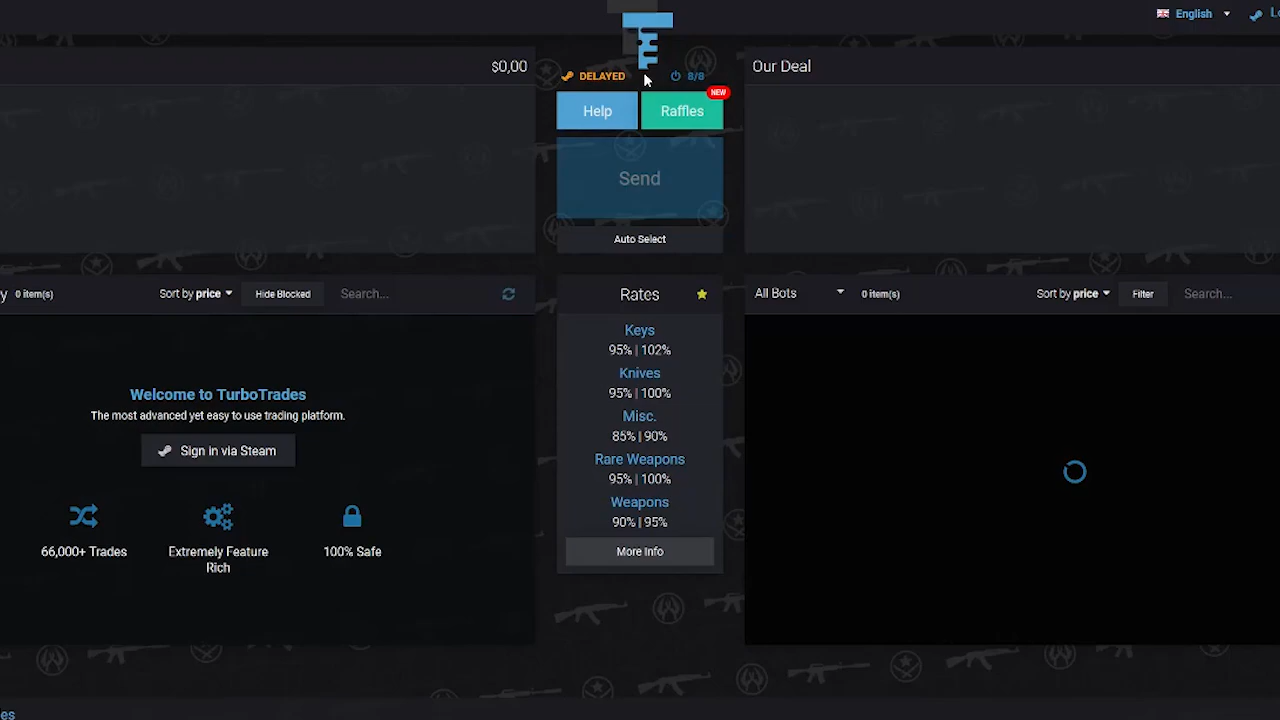 English
$0,00
DELAYED
8/8
Our Deal
NEW
Help
Raffles
Send
Auto Select
y 0 item(s)
Sort by price
Hide Blocked
Search...
Rates
All Bots
0 item(s)
Sort by price
Filter
Search...
Keys
95% | 102%
Knives
95% | 100%
Misc.
85% | 90%
Rare Weapons
95% | 100%
Weapons
90% | 95%
More Info
Welcome to TurboTrades
The most advanced yet easy to use trading platform.
Sign in via Steam
66,000+ Trades
Extremely Feature
Rich
100% Safe
es